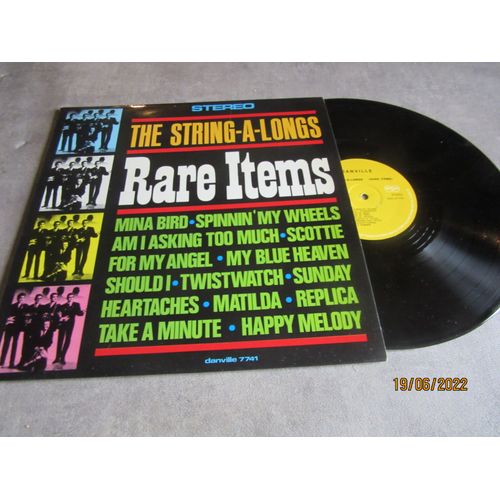 STEREO
THE STRING-A-LONGS
Rare Items
MINA BIRD • SPINNIN' MY WHEELS
AM I ASKING TOO MUCH • SCOTTIE
FOR MY ANGEL • MY BLUE HEAVEN
SHOULD I • TWISTWATCH • SUNDAY
HEARTACHES • MATILDA • REPLICA
TAKE A MINUTE • HAPPY MELODY
danville 7741
DANVILLE
19/06/2022